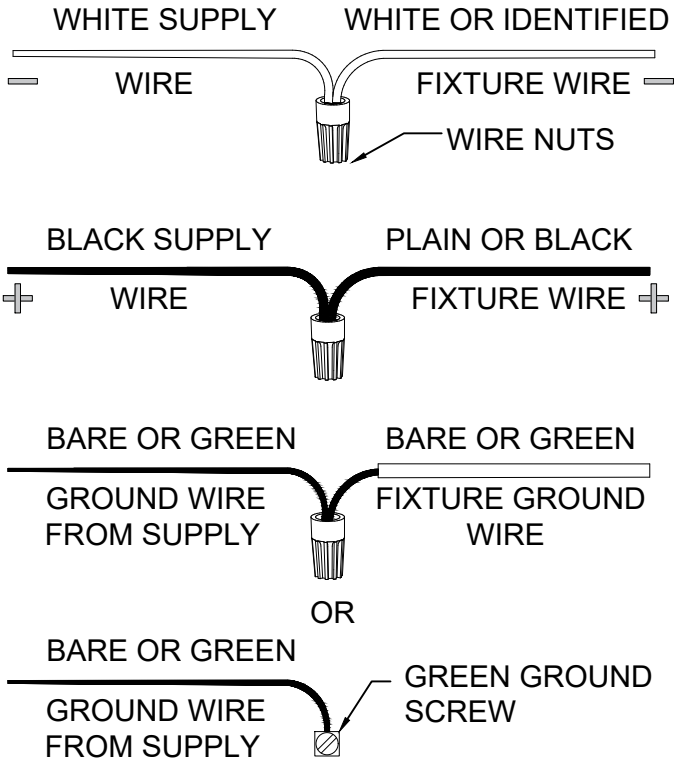 WHITE SUPPLY WHITE OR IDENTIFIED
WIRE FIXTURE WIRE
WIRE NUTS
BLACK SUPPLY PLAIN OR BLACK
WIRE FIXTURE WIRE
BARE OR GREEN BARE OR GREEN
GROUND WIRE FIXTURE GROUND
FROM SUPPLY WIRE
OR
BARE OR GREEN
GREEN GROUND
SCREW
GROUND WIRE
FROM SUPPLY